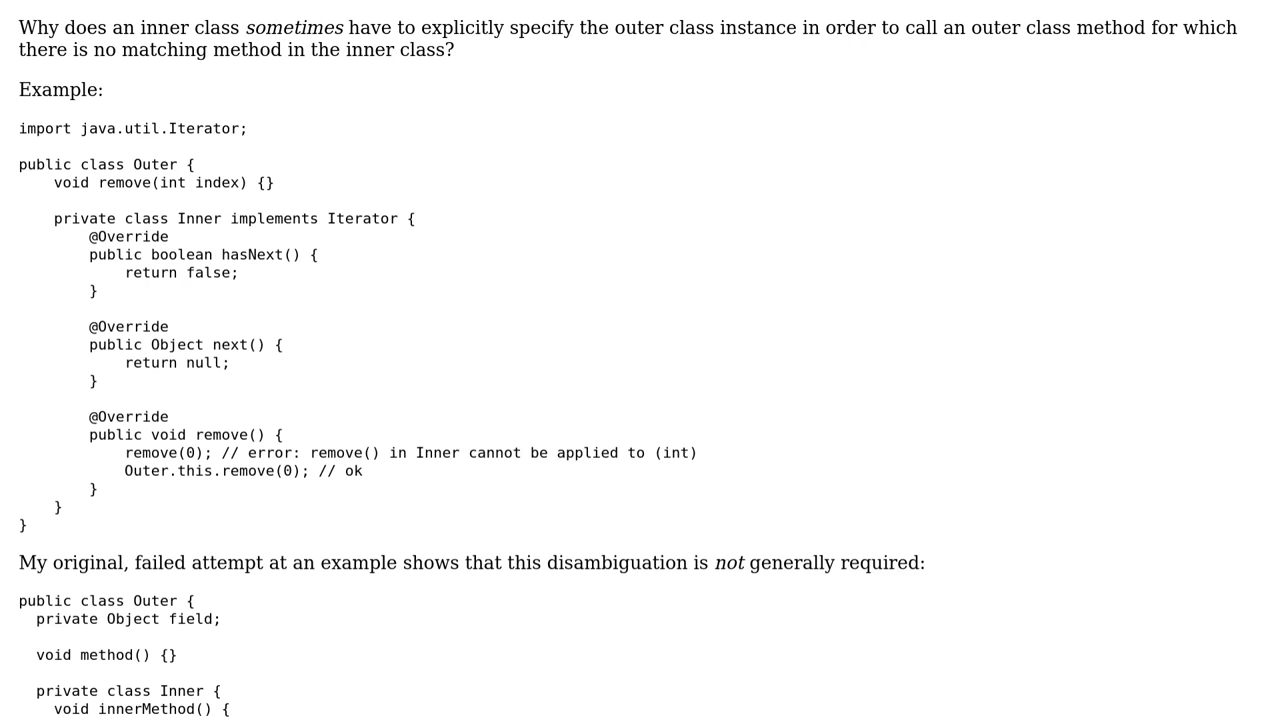 Why does an inner class sometimes have to explicitly specify the outer class instance in order to call an outer class method for which
there is no matching method in the inner class?
Example:
import java.util.Iterator;
public class Outer {
    void remove(int index) {}
    private class Inner implements Iterator {
        @Override
        public boolean hasNext() {
            return false;
        }
        @Override
        public Object next() {
            return null;
        }
        @Override
        public void remove() {
            remove(0); // error: remove() in Inner cannot be applied to (int)
            Outer.this.remove(0); // ok
        }
    }
}
My original, failed attempt at an example shows that this disambiguation is not generally required:
public class Outer {
  private Object field;
  void method() {}
  private class Inner {
    void innerMethod() {